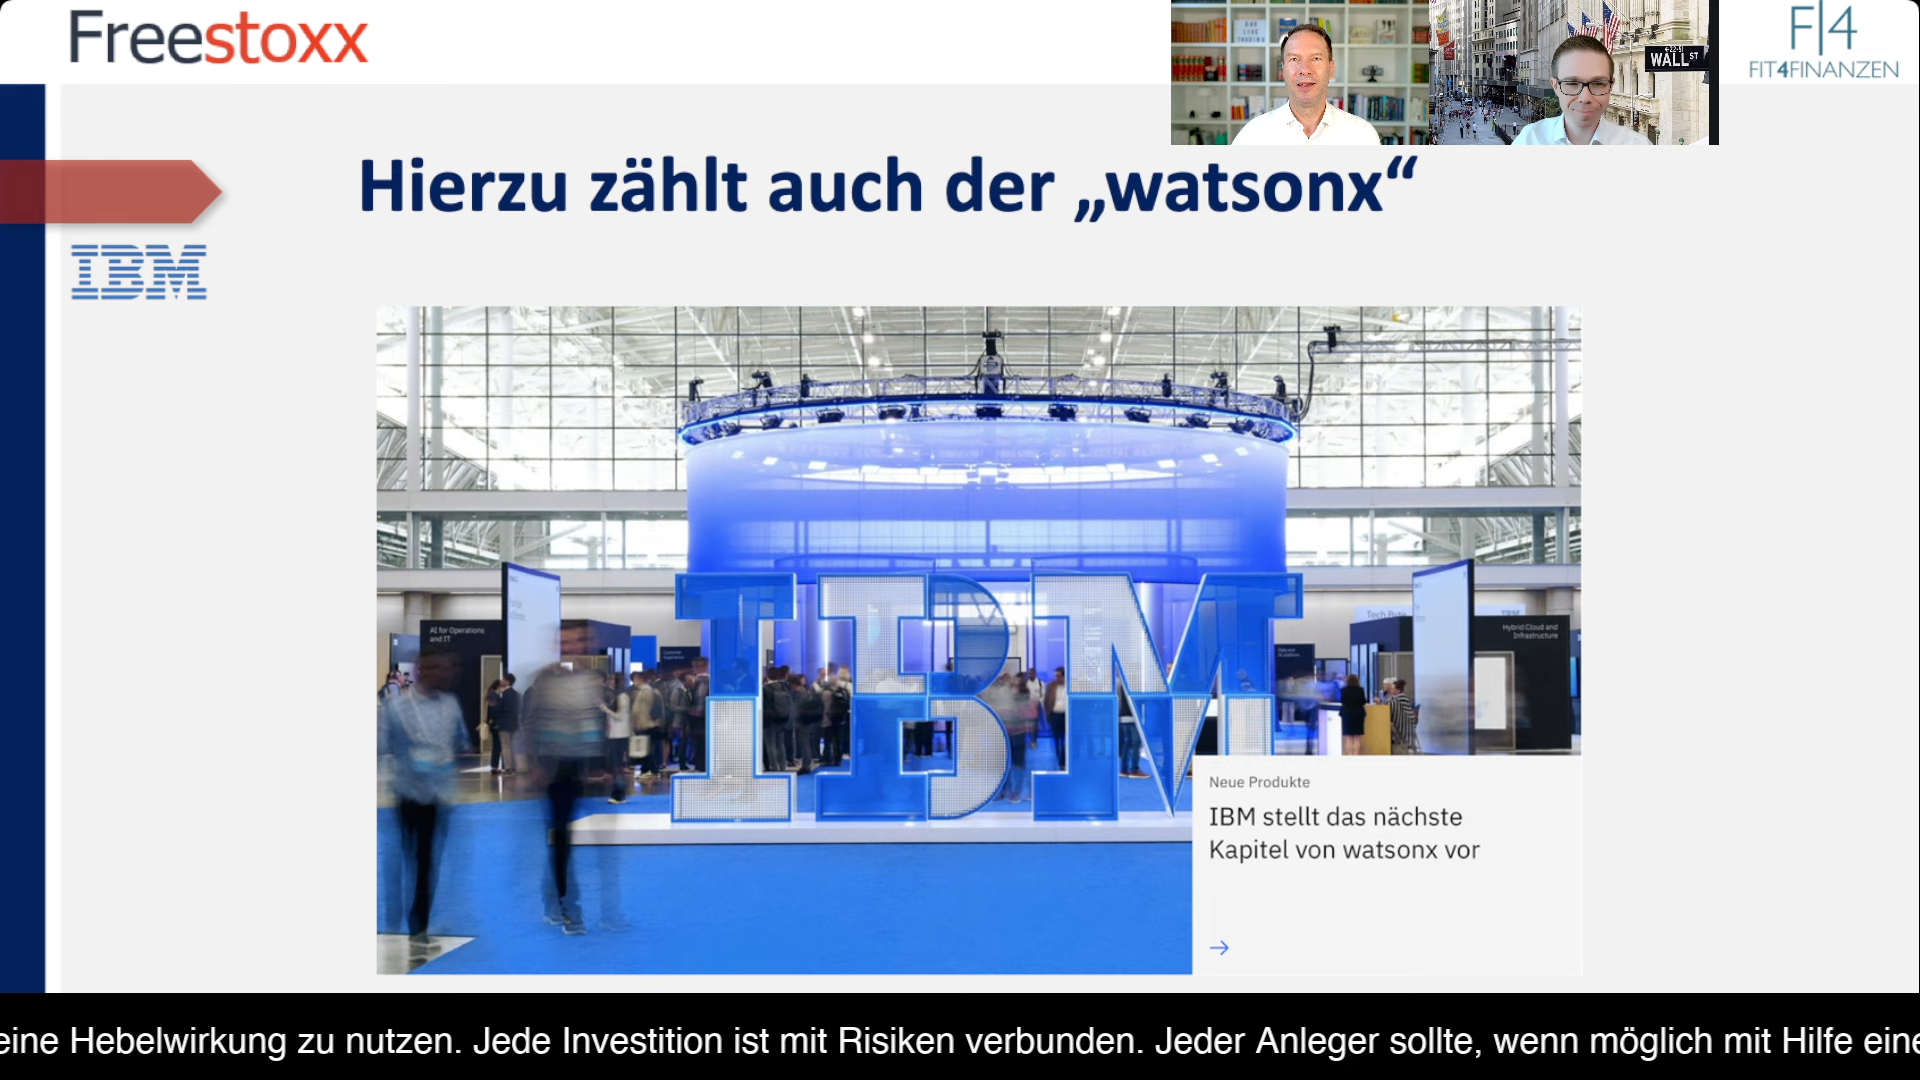 Freestoxx
WALL ST
F|4
FIT4FINANZEN
Hierzu zählt auch der „watsonx“
IBM
AI for Operations
and IT
Tech Byte
Hybrid Cloud and
Infrastructure
IBM
Neue Produkte
IBM stellt das nächste
Kapitel von watsonx vor
eine Hebelwirkung zu nutzen. Jede Investition ist mit Risiken verbunden. Jeder Anleger sollte, wenn möglich mit Hilfe eine